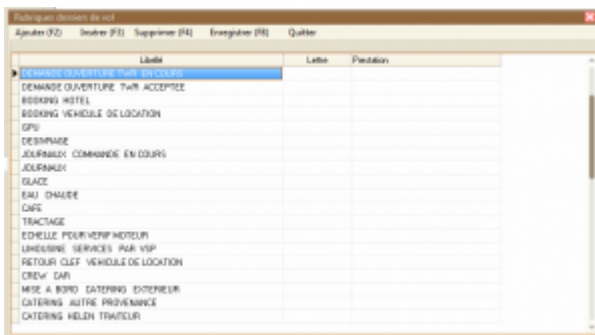 Rubriques dossiers de vol
Ajouter (F2) Insérer (F3) Supprimer (F4) Enregistrer (F8) Quitter
Libellé Lettre Prestation
DEMANDE OUVERTURE TWR EN COURS
DEMANDE OUVERTURE TWR ACCEPTEE
BOOKING HOTEL
BOOKING VEHICULE DE LOCATION
GPU
DEGIVRAGE
JOURNAUX COMMANDE EN COURS
JOURNAUX
GLACE
EAU CHAUDE
CAFE
TRACTAGE
ECHELLE POUR VERIF MOTEUR
LIMOUSINE SERVICES PAR VSP
RETOUR CLEF VEHICULE DE LOCATION
CREW CAR
MISE A BORD CATERING EXTERIEUR
CATERING AUTRE PROVENANCE
CATERING HELEN TRAITEUR